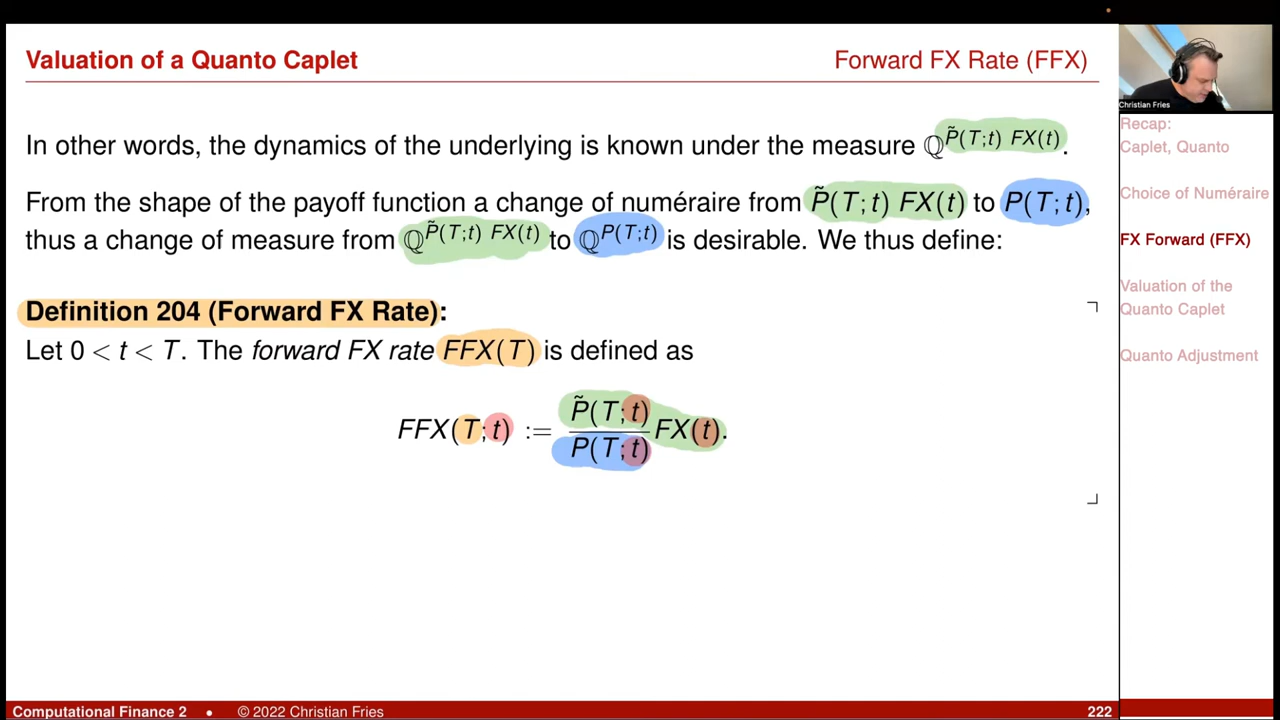 Valuation of a Quanto Caplet
Forward FX Rate (FFX)
Christian Fries
In other words, the dynamics of the underlying is known under the measure ℚ^P̃(T;t) FX(t).
From the shape of the payoff function a change of numéraire from P̃(T;t) FX(t) to P(T;t),
thus a change of measure from ℚ^P̃(T;t) FX(t) to ℚ^P(T;t) is desirable. We thus define:
Definition 204 (Forward FX Rate):
Let 0 < t < T. The forward FX rate FFX(T) is defined as
FFX(T;t) := P̃(T;t)/P(T;t) FX(t).
Recap:
Caplet, Quanto
Choice of Numéraire
FX Forward (FFX)
Valuation of the
Quanto Caplet
Quanto Adjustment
Computational Finance 2 • © 2022 Christian Fries
222